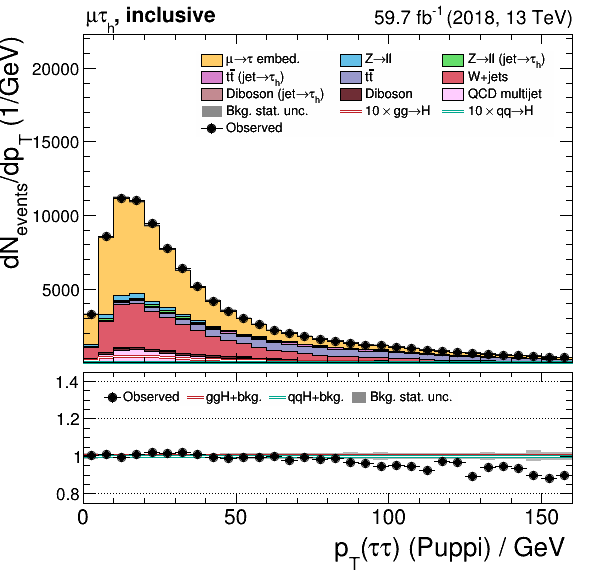 μτh, inclusive 59.7 fb⁻¹ (2018, 13 TeV)
dN_events/dp_T (1/GeV)
20000
15000
10000
5000
μ→τ embed. Z→ll Z→ll (jet→τh)
tt̄ (jet→τh) tt̄ W+jets
Diboson (jet→τh) Diboson QCD multijet
Bkg. stat. unc. 10 × gg→H 10 × qq→H
Observed
1.4
1.2
1
0.8
Observed ggH+bkg. qqH+bkg. Bkg. stat. unc.
0 50 100 150
p_T(ττ) (Puppi) / GeV